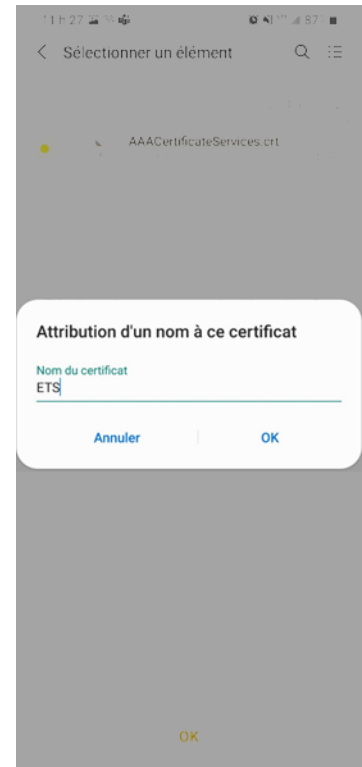 11 h 27
Sélectionner un élément
AAACertificateServices.crt
Attribution d'un nom à ce certificat
Nom du certificat
ETS
Annuler
OK
OK